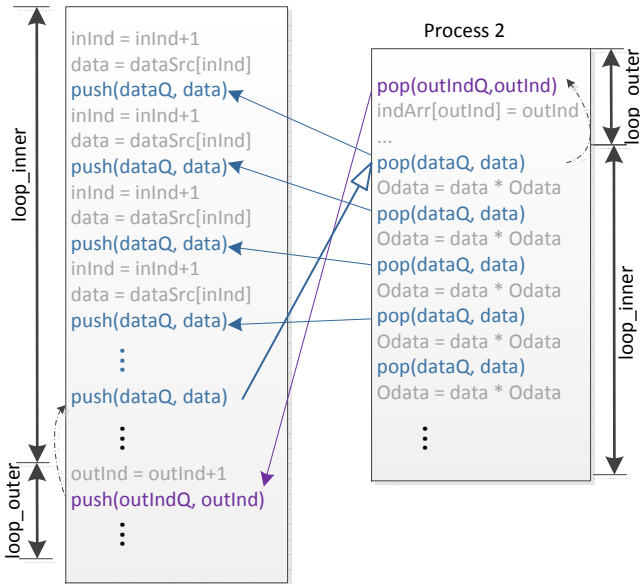 loop_inner
inInd = inInd+1
data = dataSrc[inInd]
push(dataQ, data)
inInd = inInd+1
data = dataSrc[inInd]
push(dataQ, data)
inInd = inInd+1
data = dataSrc[inInd]
push(dataQ, data)
inInd = inInd+1
data = dataSrc[inInd]
push(dataQ, data)
⋮
push(dataQ, data)
⋮
loop_outer
outInd = outInd+1
push(outIndQ, outInd)
⋮
Process 2
loop_outer
pop(outIndQ,outInd)
indArr[outInd] = outInd
...
loop_inner
pop(dataQ, data)
Odata = data * Odata
pop(dataQ, data)
Odata = data * Odata
pop(dataQ, data)
Odata = data * Odata
pop(dataQ, data)
Odata = data * Odata
pop(dataQ, data)
Odata = data * Odata
⋮